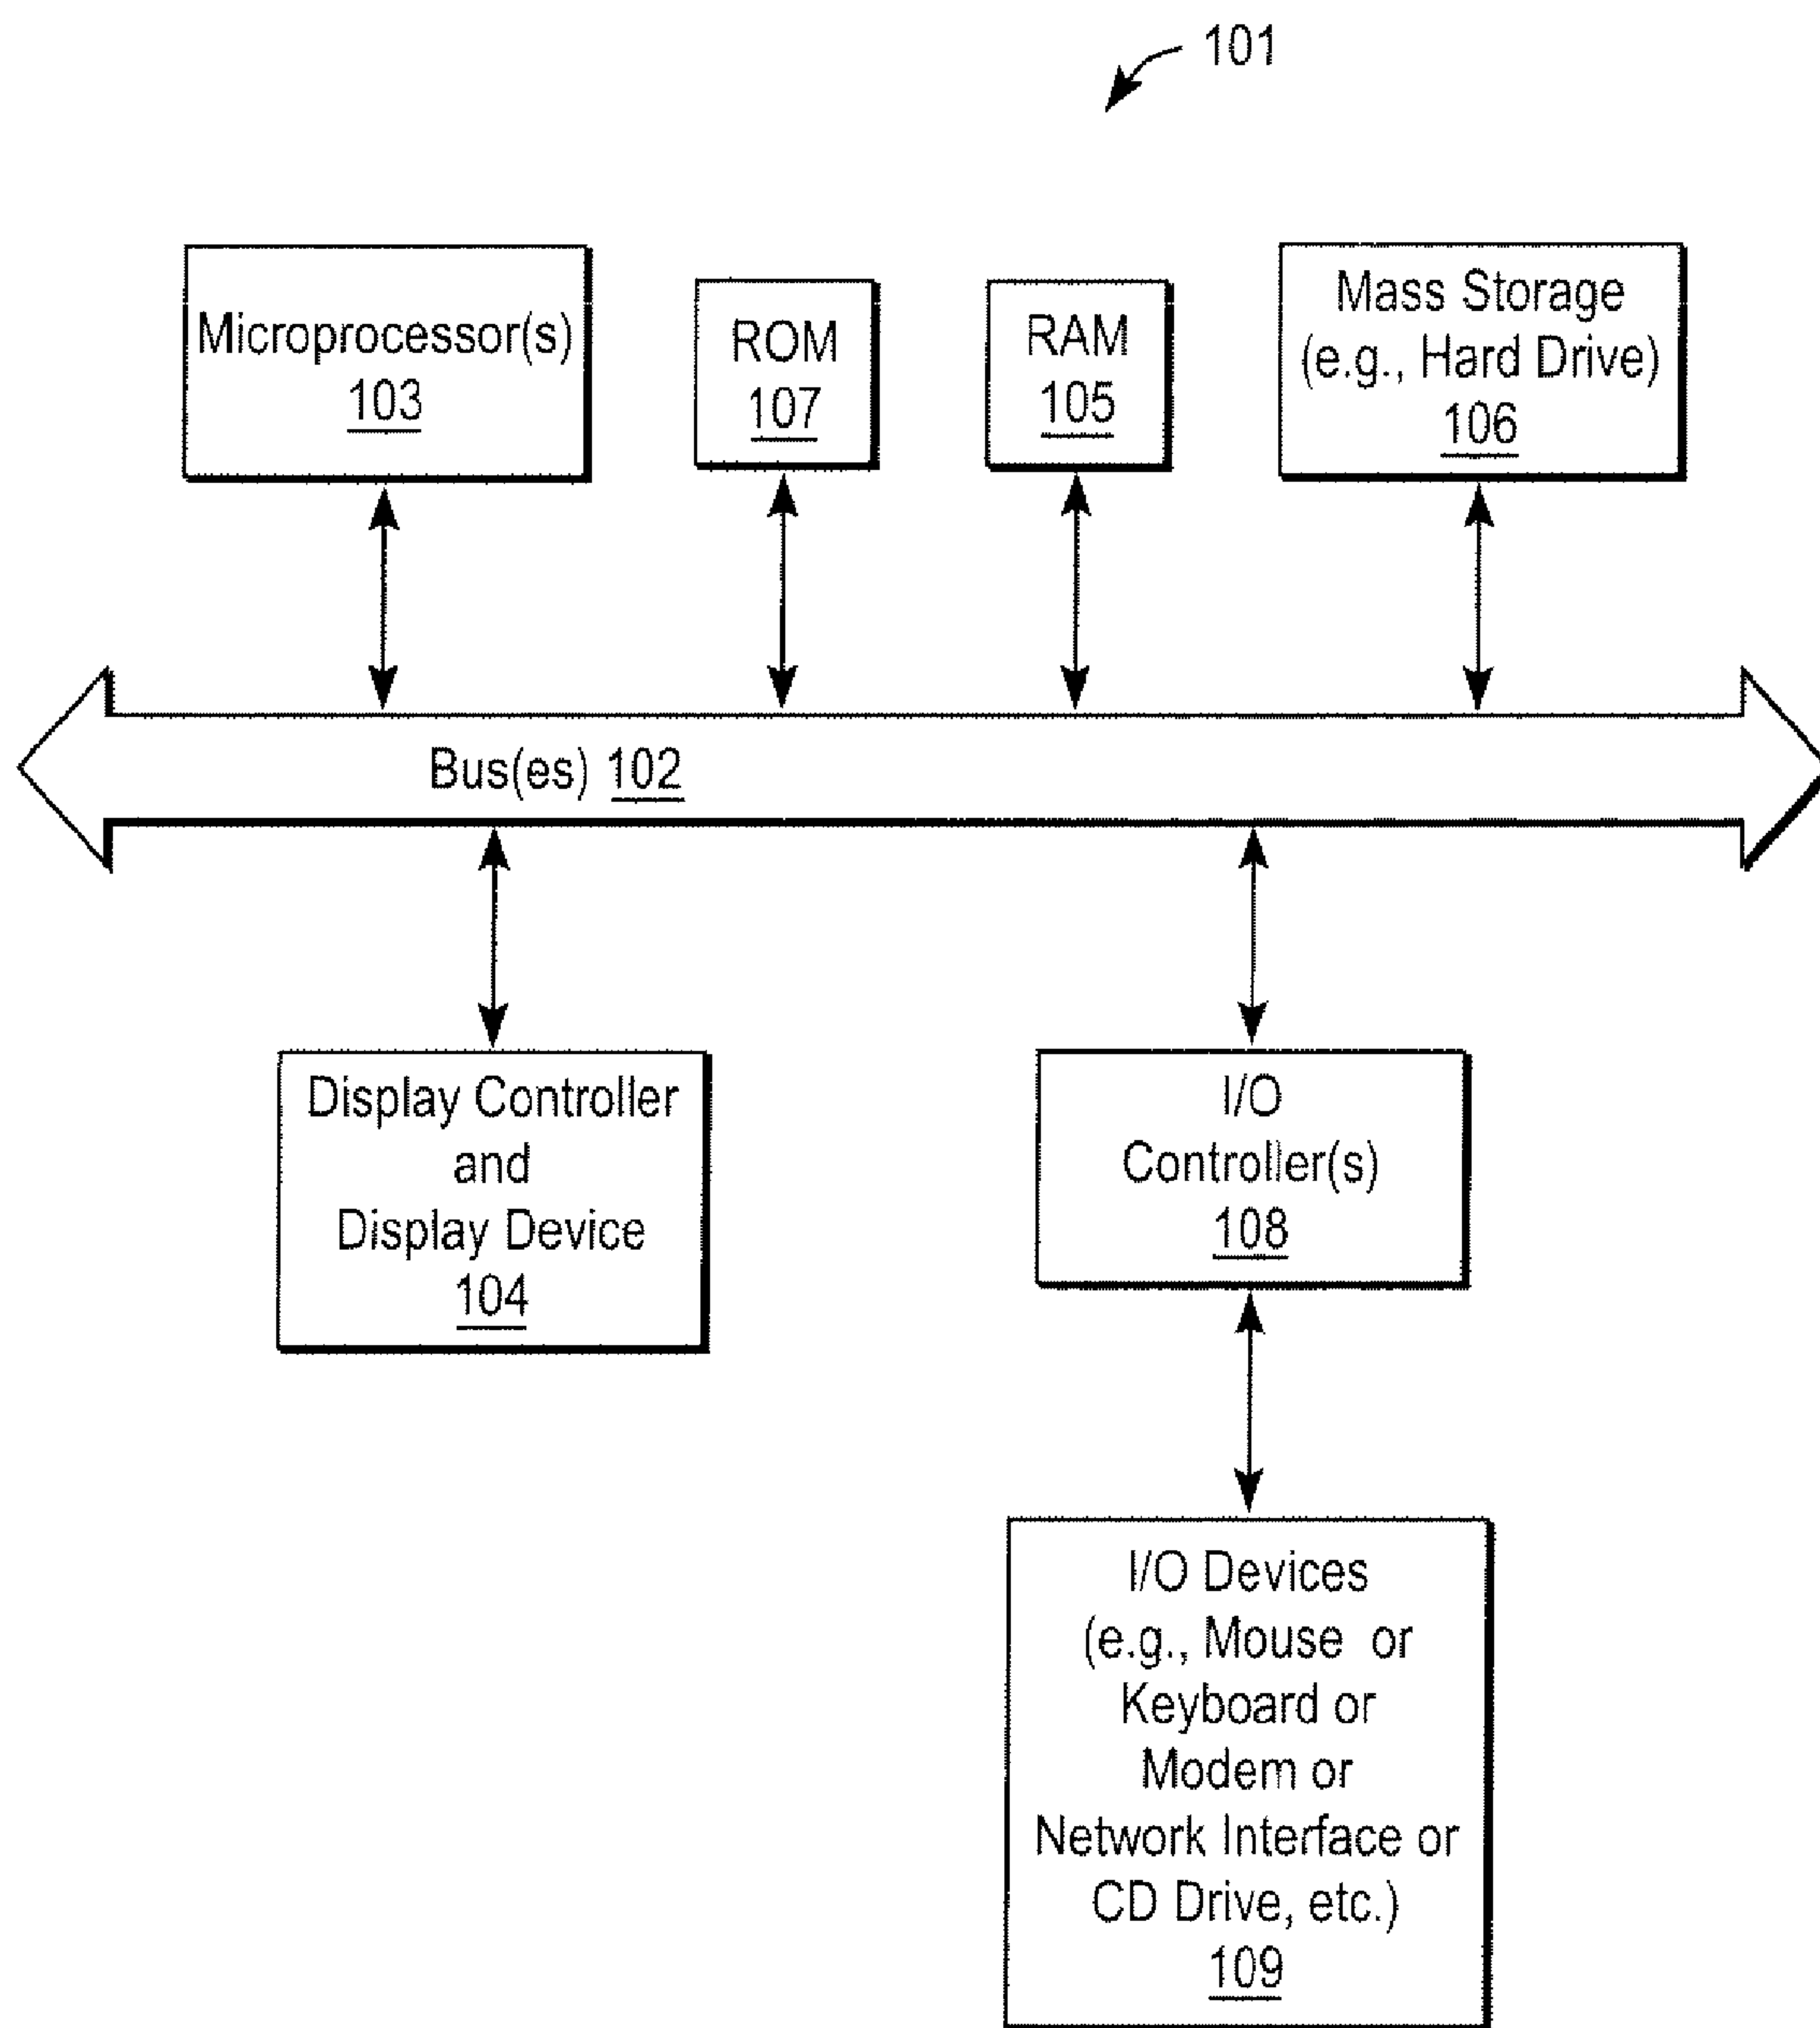 101
Microprocessor(s)
103
ROM
107
RAM
105
Mass Storage
(e.g., Hard Drive)
106
Bus(es) 102
Display Controller
and
Display Device
104
I/O
Controller(s)
108
I/O Devices
(e.g., Mouse or
Keyboard or
Modem or
Network Interface or
CD Drive, etc.)
109